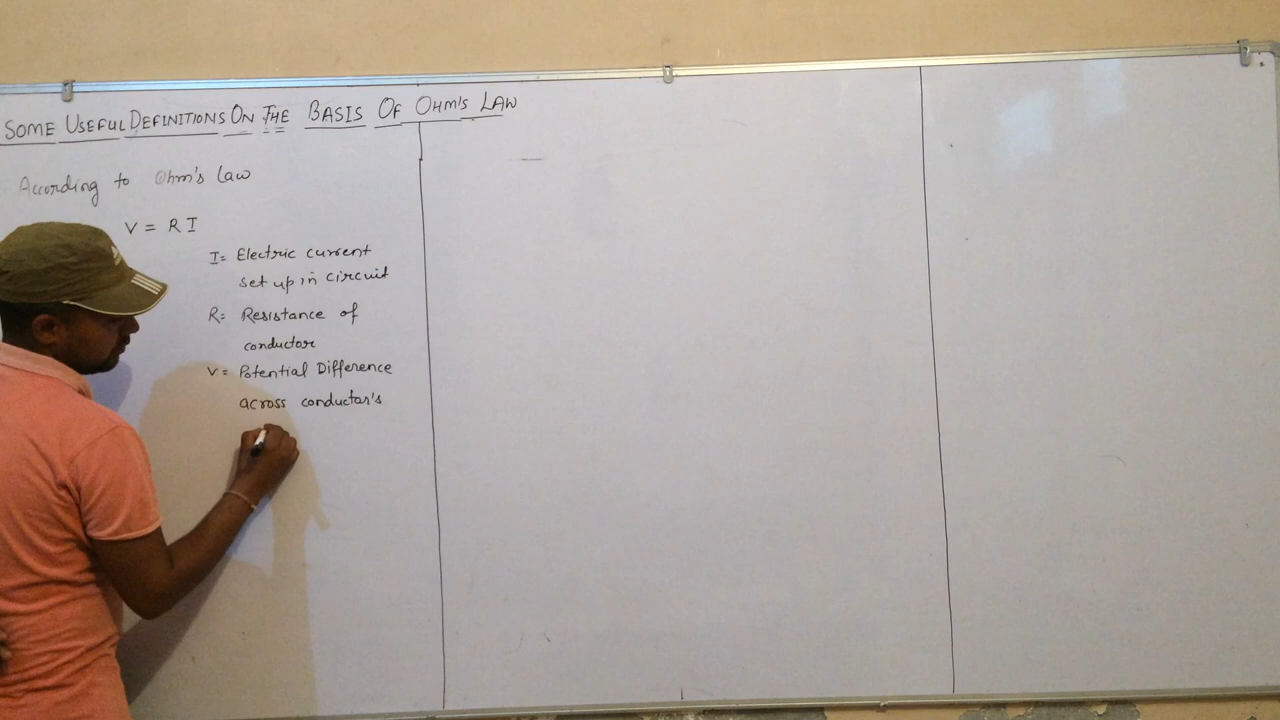 SOME USEFUL DEFINITIONS ON THE BASIS OF OHM'S LAW
According to Ohm's Law
V = R I
I = Electric current
set up in circuit
R = Resistance of
conductor
V = Potential Difference
across conductor's